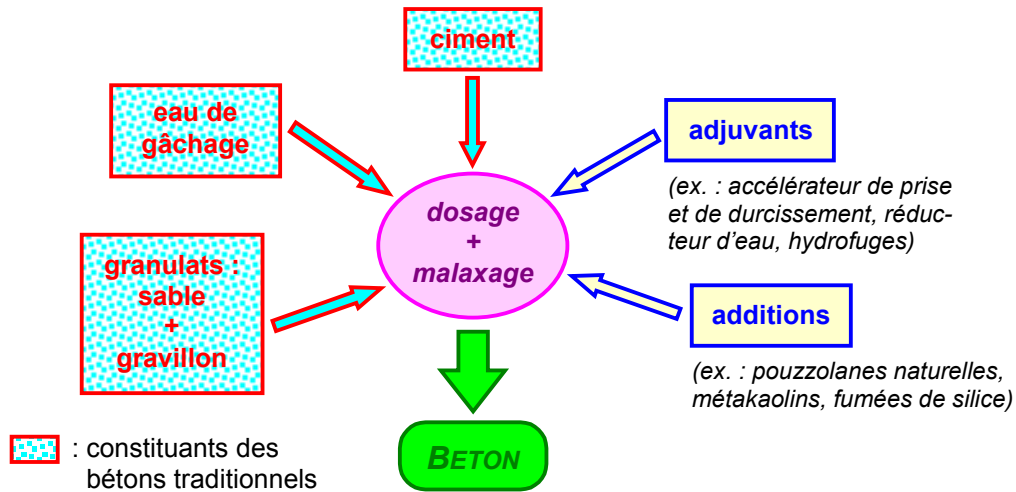 ciment
eau de
gâchage
adjuvants
(ex. : accélérateur de prise
et de durcissement, réduc-
teur d'eau, hydrofuges)
dosage
+
malaxage
granulats :
sable
+
gravillon
additions
(ex. : pouzzolanes naturelles,
métakaolins, fumées de silice)
BETON
: constituants des
bétons traditionnels